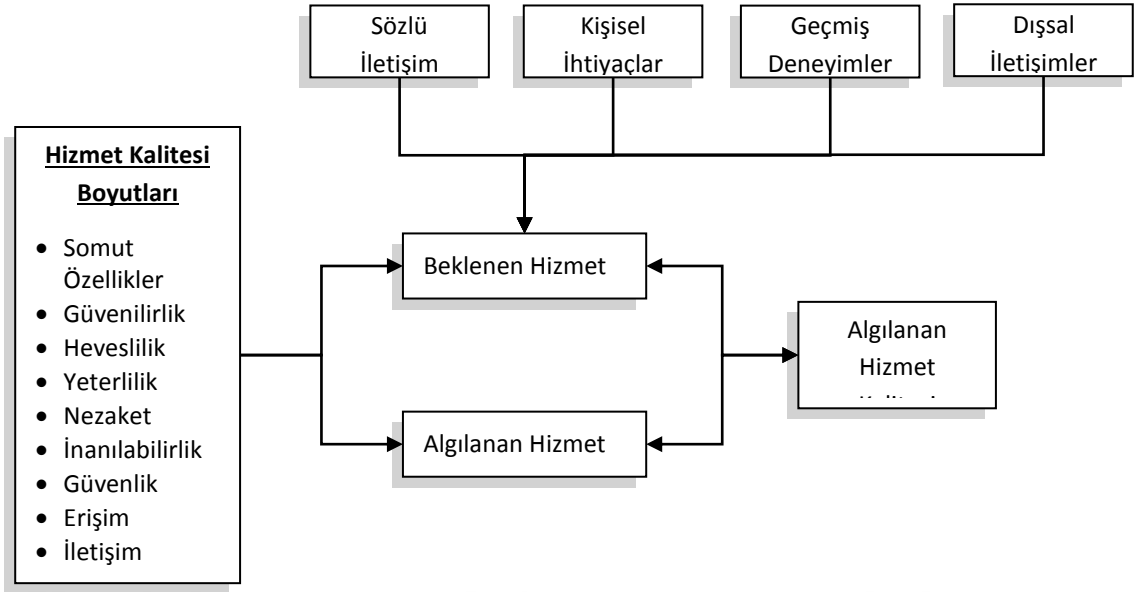 Sözlü
İletişim
Kişisel
İhtiyaçlar
Geçmiş
Deneyimler
Dışsal
İletişimler
Hizmet Kalitesi
Boyutları
• Somut
Özellikler
• Güvenilirlik
• Heveslilik
• Yeterlilik
• Nezaket
• İnanılabilirlik
• Güvenlik
• Erişim
• İletişim
Beklenen Hizmet
Algılanan Hizmet
Algılanan
Hizmet